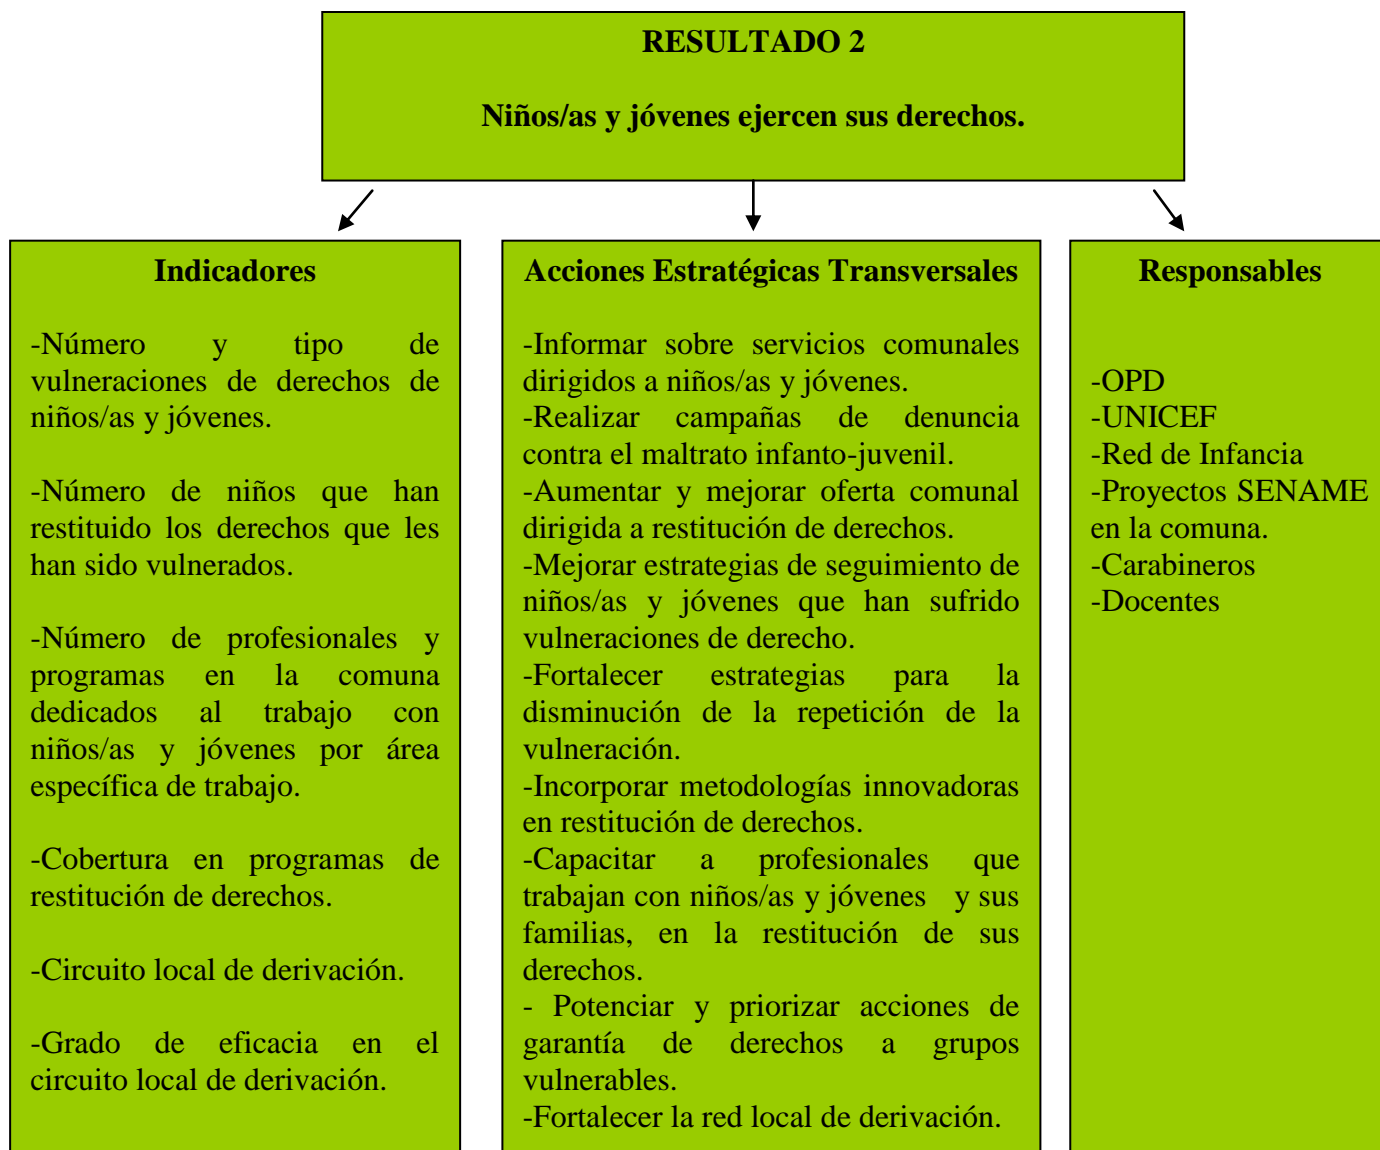 RESULTADO 2
Niños/as y jóvenes ejercen sus derechos.
Indicadores
-Número y tipo de
vulneraciones de derechos de
niños/as y jóvenes.
-Número de niños que han
restituido los derechos que les
han sido vulnerados.
-Número de profesionales y
programas en la comuna
dedicados al trabajo con
niños/as y jóvenes por área
específica de trabajo.
-Cobertura en programas de
restitución de derechos.
-Circuito local de derivación.
-Grado de eficacia en el
circuito local de derivación.
Acciones Estratégicas Transversales
-Informar sobre servicios comunales
dirigidos a niños/as y jóvenes.
-Realizar campañas de denuncia
contra el maltrato infanto-juvenil.
-Aumentar y mejorar oferta comunal
dirigida a restitución de derechos.
-Mejorar estrategias de seguimiento de
niños/as y jóvenes que han sufrido
vulneraciones de derecho.
-Fortalecer estrategias para la
disminución de la repetición de la
vulneración.
-Incorporar metodologías innovadoras
en restitución de derechos.
-Capacitar a profesionales que
trabajan con niños/as y jóvenes y sus
familias, en la restitución de sus
derechos.
- Potenciar y priorizar acciones de
garantía de derechos a grupos
vulnerables.
-Fortalecer la red local de derivación.
Responsables
-OPD
-UNICEF
-Red de Infancia
-Proyectos SENAME
en la comuna.
-Carabineros
-Docentes